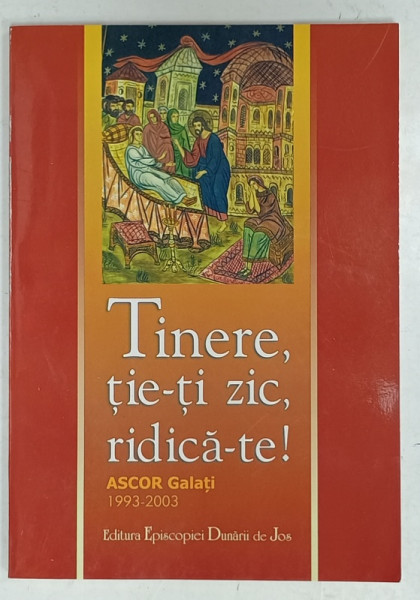 Tinere,
ție-ți zic,
ridică-te!
ASCOR Galați
1993-2003
Editura Episcopiei Dunării de Jos